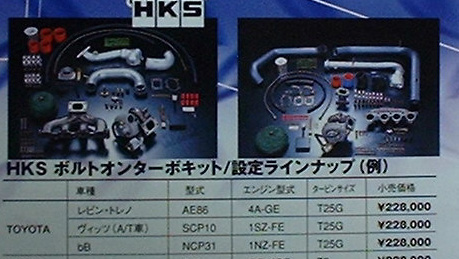 HKS
HKS ボルトオンターボキット/設定ラインナップ(例)
車種 型式 エンジン型式 タービンサイズ 小売価格
TOYOTA
レビン・トレノ AE86 4A-GE T25G ¥228,000
ヴィッツ(A/T車) SCP10 1SZ-FE T25G ¥228,000
bB NCP31 1NZ-FE T25G ¥228,000